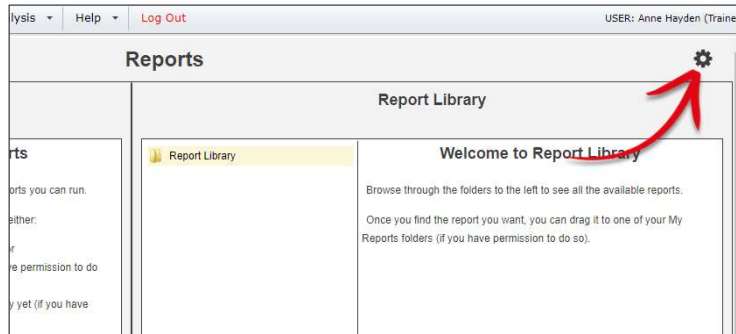 lysis Help Log Out USER: Anne Hayden (Traine
Reports
Report Library
rts
orts you can run.
either:
or
ve permission to do
y yet (if you have
Report Library
Welcome to Report Library
Browse through the folders to the left to see all the available reports.
Once you find the report you want, you can drag it to one of your My
Reports folders (if you have permission to do so).